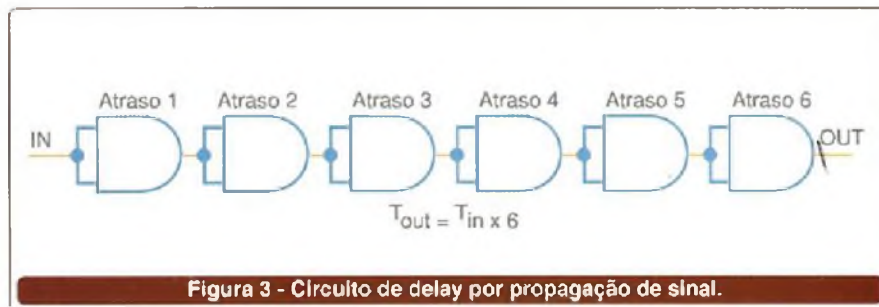 Atraso 1 Atraso 2 Atraso 3 Atraso 4 Atraso 5 Atraso 6
IN OUT
Tout = Tin x 6
Figura 3 - Circuito de delay por propagação de sinal.